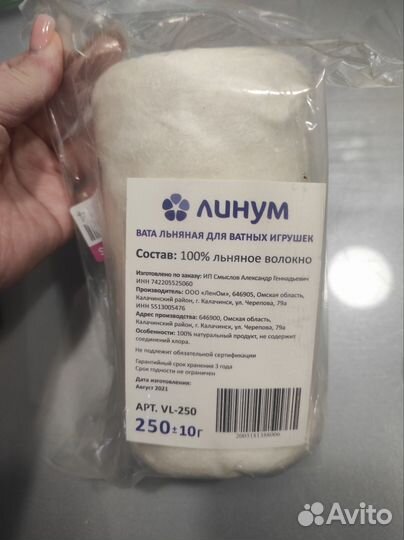 ЛИНУМ
ВАТА ЛЬНЯНАЯ ДЛЯ ВАТНЫХ ИГРУШЕК
Состав: 100% льняное волокно
Изготовлено по заказу: ИП Смыслов Александр Геннадьевич
ИНН 742205525060
Производитель: ООО «ЛенОм», 646905, Омская область,
Калачинский район, г. Калачинск, ул. Черепова, 79а
ИНН 5513005476
Адрес производства: 646900, Омская область,
Калачинский район, г. Калачинск, ул. Черепова, 79а
Особенности: 100% натуральный продукт, не содержит
соединений хлора.
Не подлежит обязательной сертификации
Гарантийный срок хранения 3 года
Срок годности не ограничен
Дата изготовления:
Август 2021
АРТ. VL-250
250±10г
2005181388006
Avito